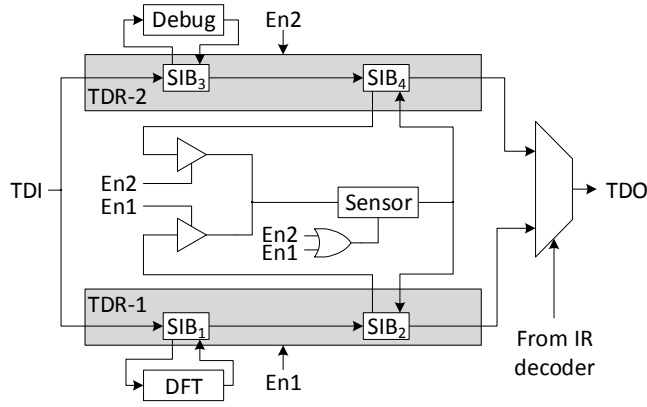 Debug
En2
SIB₃
SIB₄
TDR-2
En2
En1
TDI
Sensor
TDO
En2
En1
TDR-1
SIB₁
SIB₂
From IR
decoder
DFT
En1